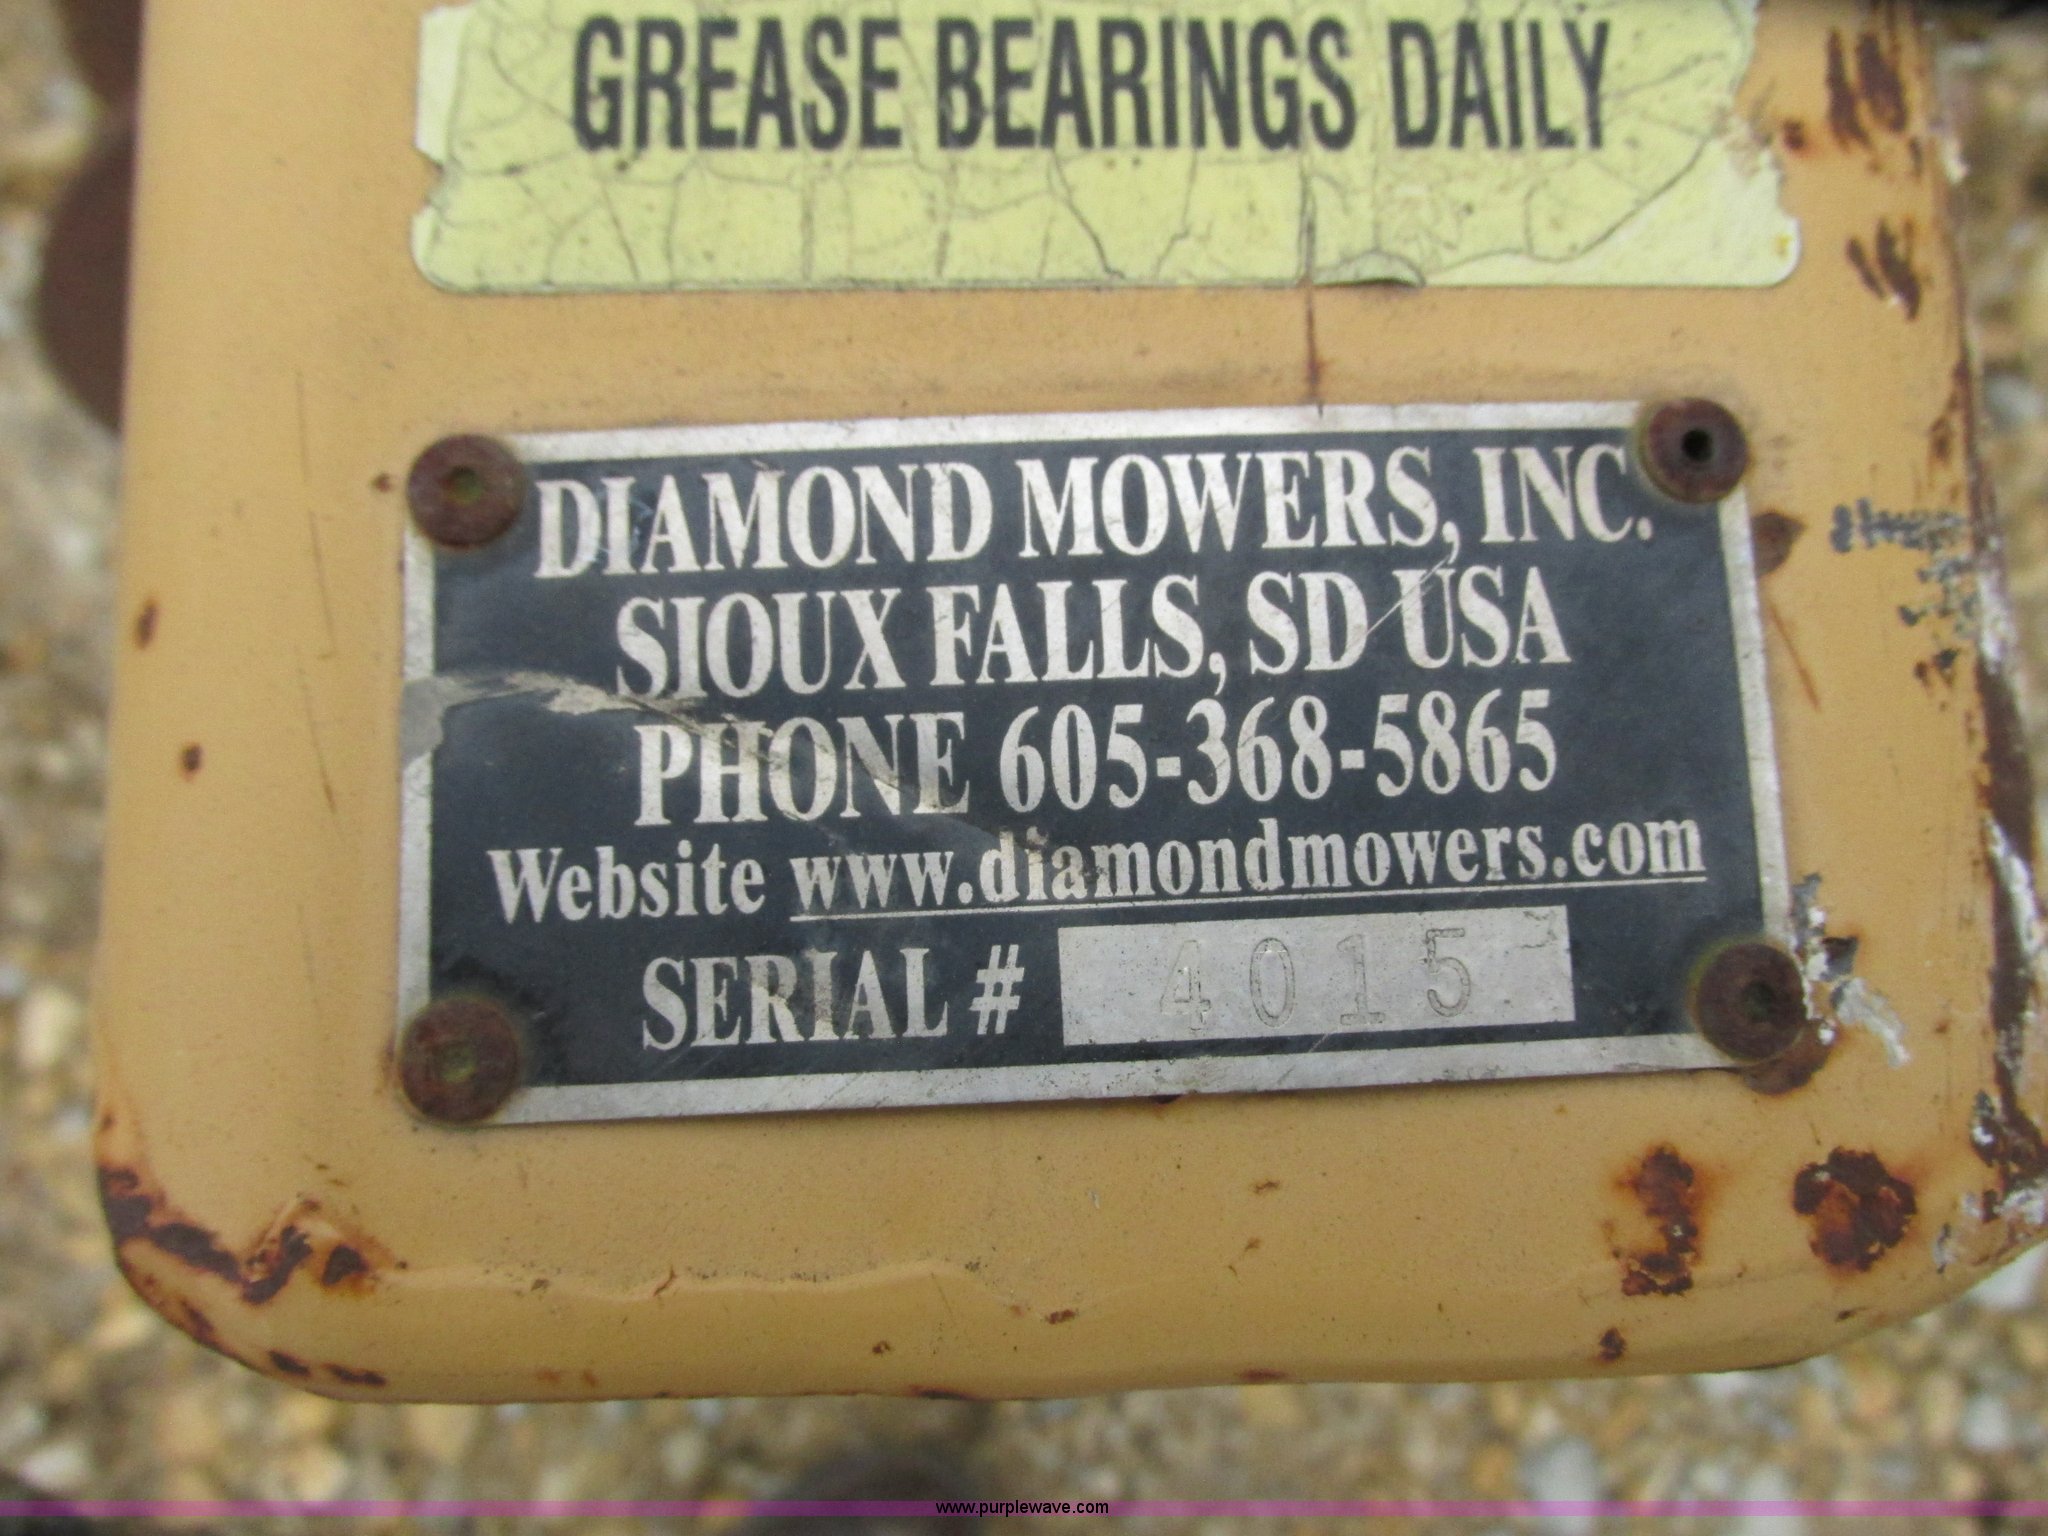 GREASE BEARINGS DAILY
DIAMOND MOWERS, INC.
SIOUX FALLS, SD USA
PHONE 605-368-5865
Website www.diamondmowers.com
SERIAL # 4015
www.purplewave.com